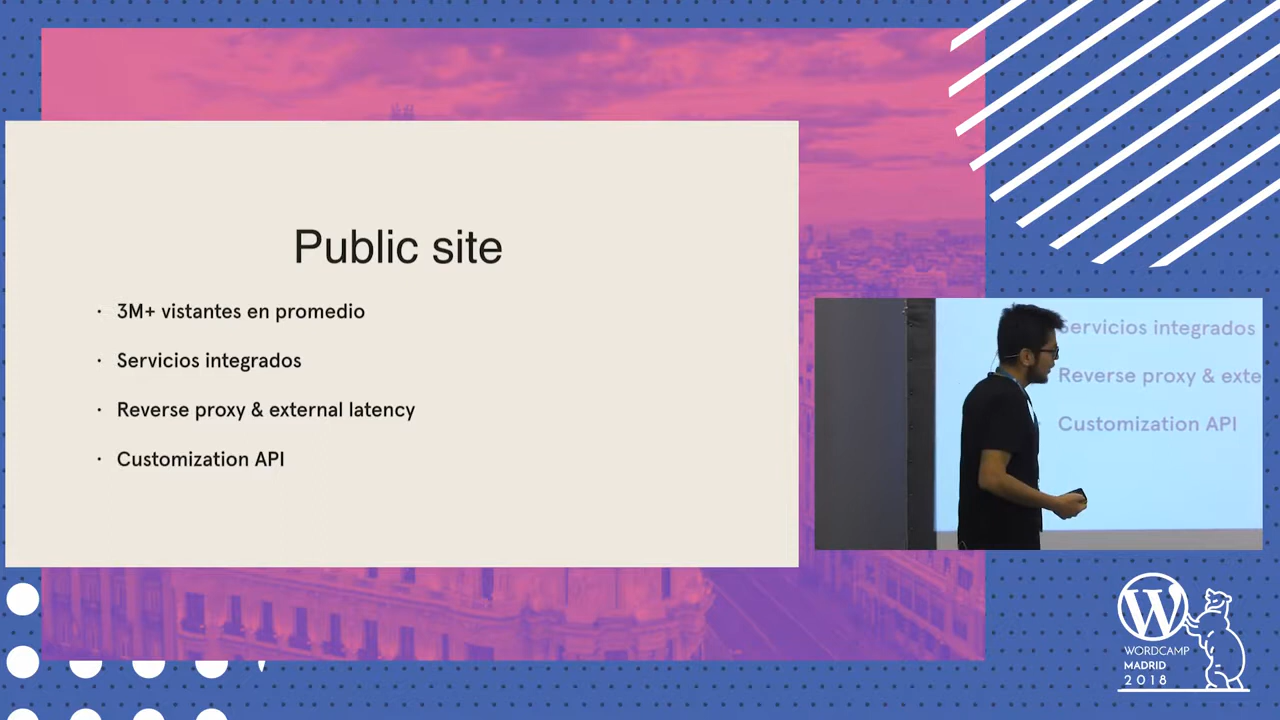 Public site
· 3M+ vistantes en promedio
· Servicios integrados
· Reverse proxy & external latency
· Customization API
Servicios integrados
Reverse proxy & exte
Customization API
W
WORDCAMP
MADRID
2018